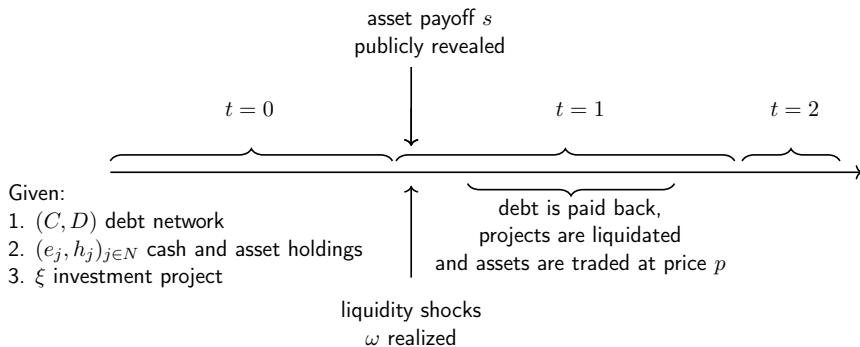 asset payoff s
publicly revealed
t = 0
t = 1
t = 2
Given:
1. (C, D) debt network
2. (e_j, h_j)_{j∈N} cash and asset holdings
3. ξ investment project
debt is paid back,
projects are liquidated
and assets are traded at price p
liquidity shocks
ω realized